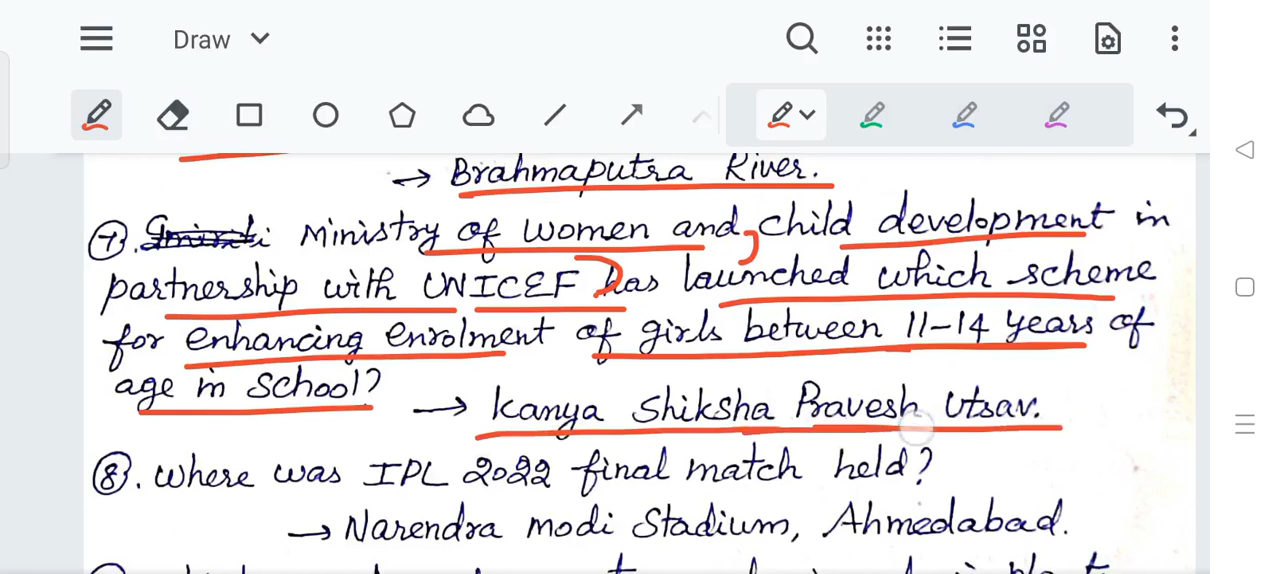 Draw
→ Brahmaputra River.
⑦. Ministry of women and child development in
partnership with UNICEF has launched which scheme
for enhancing enrolment of girls between 11-14 years of
age in school?
→ Kanya Shiksha Pravesh Utsav.
⑧. Where was IPL 2022 final match held?
→ Narendra Modi Stadium, Ahmedabad.